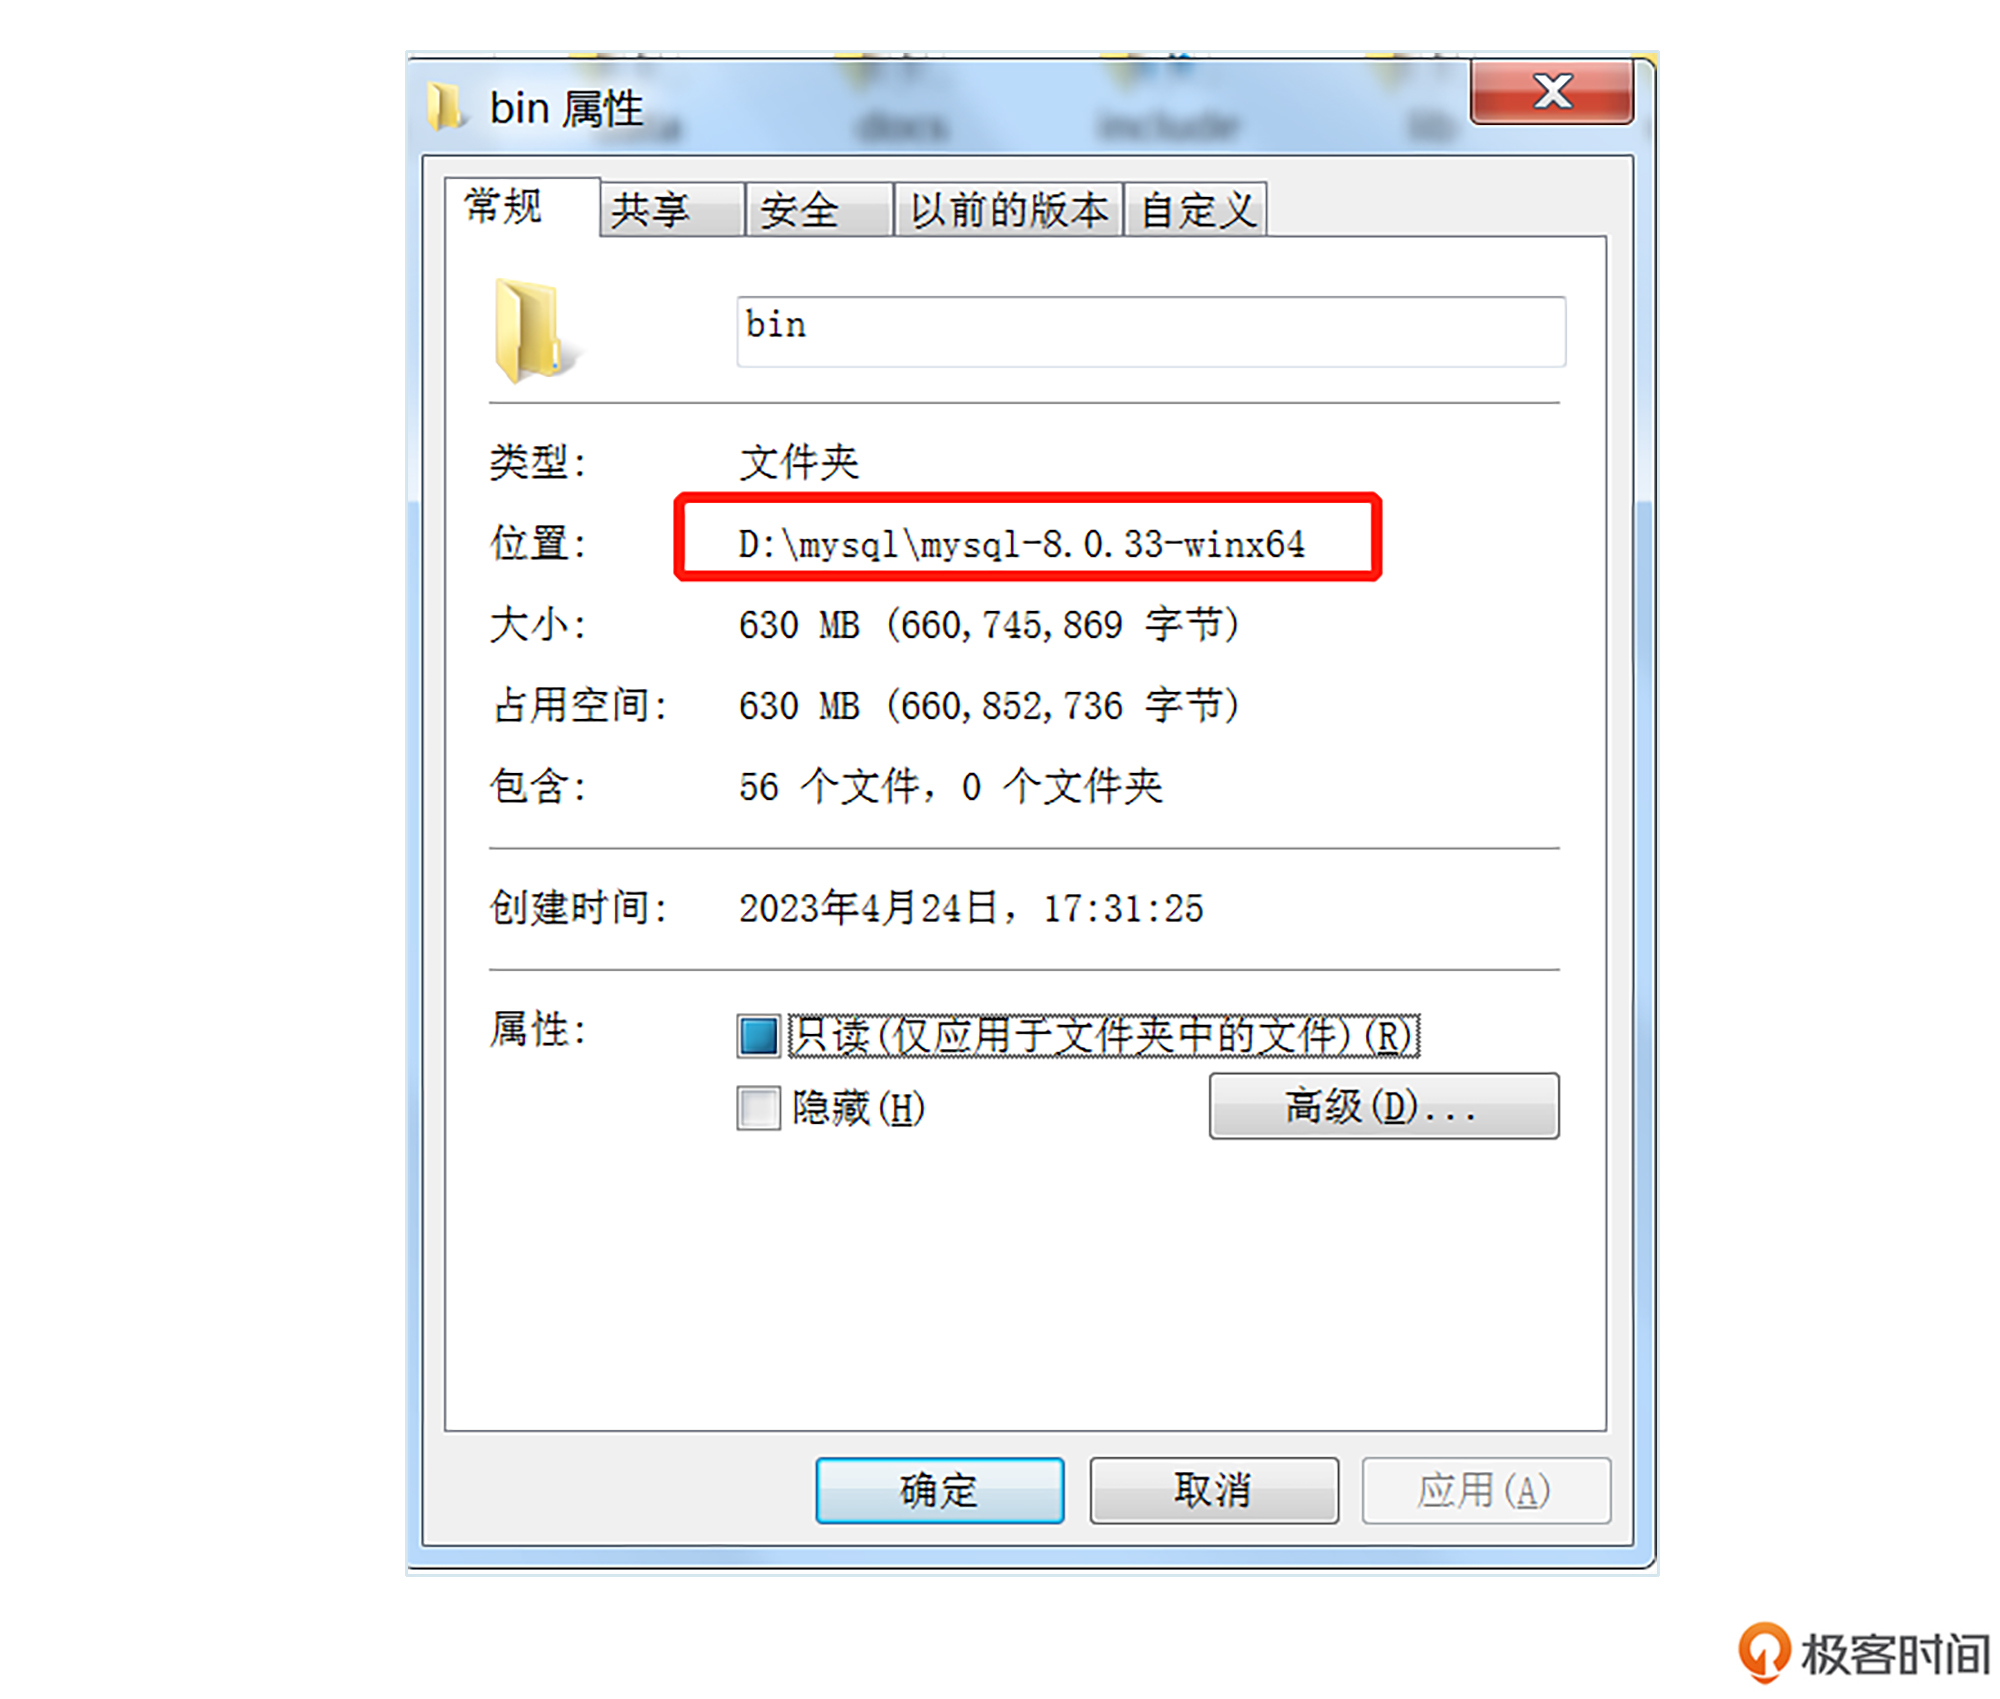 bin 属性
docs
include
lib
常规 共享 安全 以前的版本 自定义
bin
类型: 文件夹
位置: D:\mysql\mysql-8.0.33-winx64
大小: 630 MB (660,745,869 字节)
占用空间: 630 MB (660,852,736 字节)
包含: 56 个文件, 0 个文件夹
创建时间: 2023年4月24日, 17:31:25
属性: 只读(仅应用于文件夹中的文件)(R)
隐藏(H) 高级(D)...
确定 取消 应用(A)
极客时间